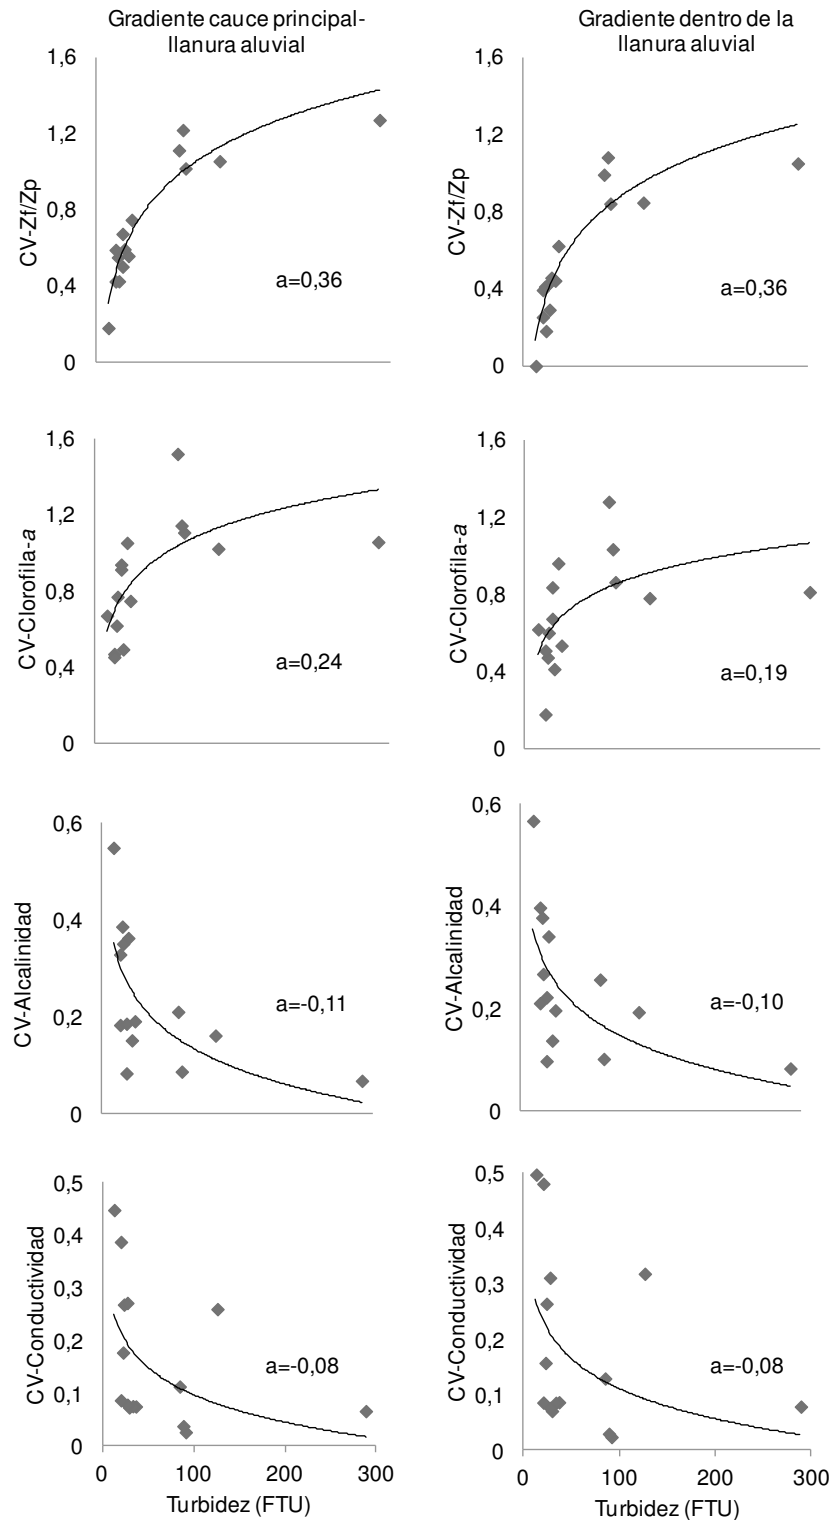 Gradiente cauce principal-
llanura aluvial
1,6
1,2
0,8
0,4
0
CV-Zf/Zp
a=0,36
Gradiente dentro de la
llanura aluvial
1,6
1,2
0,8
0,4
0
CV-Zf/Zp
a=0,36
1,6
1,2
0,8
0,4
0
CV-Clorofila-a
a=0,24
1,6
1,2
0,8
0,4
0
CV-Clorofila-a
a=0,19
0,6
0,4
0,2
0
CV-Alcalinidad
a=-0,11
0,6
0,4
0,2
0
CV-Alcalinidad
a=-0,10
0,5
0,4
0,3
0,2
0,1
0
CV-Conductividad
a=-0,08
0 100 200 300
Turbidez (FTU)
0,5
0,4
0,3
0,2
0,1
0
CV-Conductividad
a=-0,08
0 100 200 300
Turbidez (FTU)